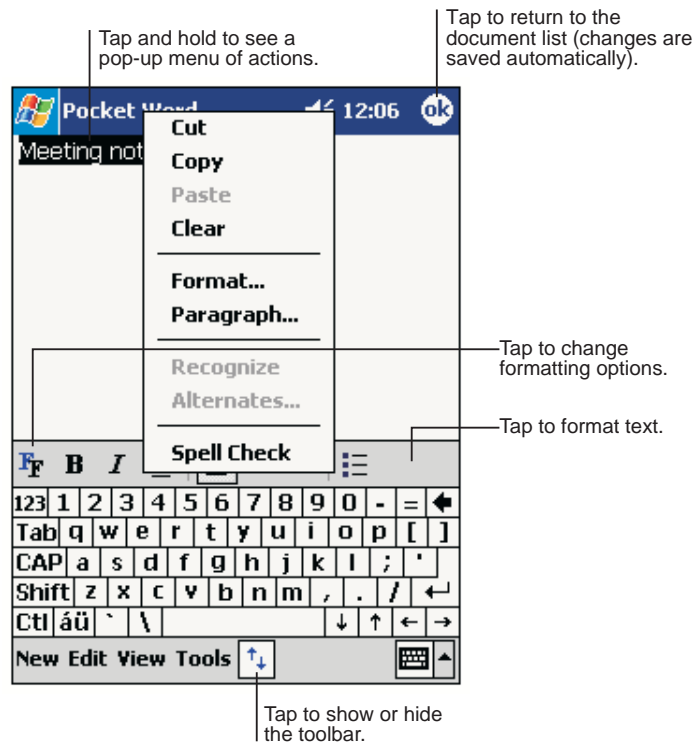 Tap to return to the
document list (changes are
saved automatically).
Tap and hold to see a
pop-up menu of actions.
Pocket 12:06 ok
Meeting not
Cut
Copy
Paste
Clear
Format...
Paragraph...
Recognize
Alternates...
Spell Check
Tap to change
formatting options.
Tap to format text.
FF B I
123 1 2 3 4 5 6 7 8 9 0 - =
Tab q w e r t y u i o p [ ]
CAP a s d f g h j k l ; '
Shift z x c v b n m , . /
Ctl áü ` \ ↓ ↑ ← →
New Edit View Tools
Tap to show or hide
the toolbar.